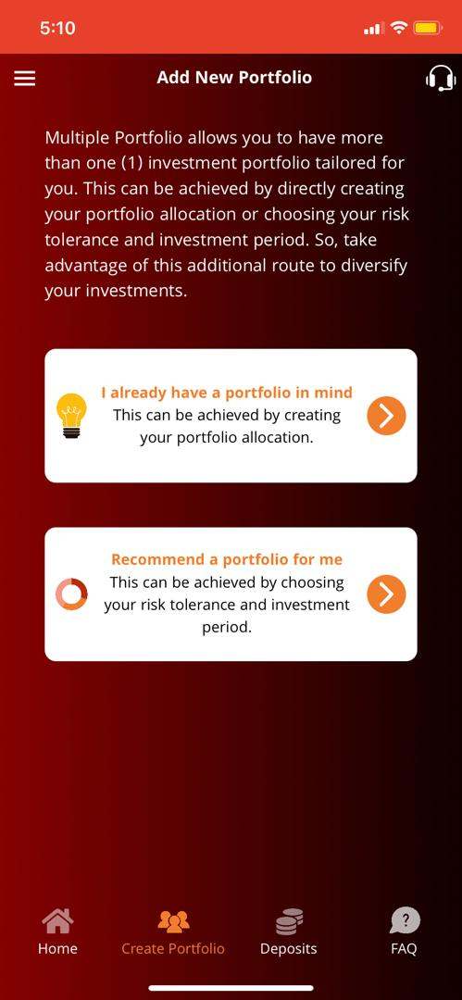 5:10
Add New Portfolio
Multiple Portfolio allows you to have more
than one (1) investment portfolio tailored for
you. This can be achieved by directly creating
your portfolio allocation or choosing your risk
tolerance and investment period. So, take
advantage of this additional route to diversify
your investments.
I already have a portfolio in mind
This can be achieved by creating
your portfolio allocation.
Recommend a portfolio for me
This can be achieved by choosing
your risk tolerance and investment
period.
?
Home
Create Portfolio
Deposits
FAQ